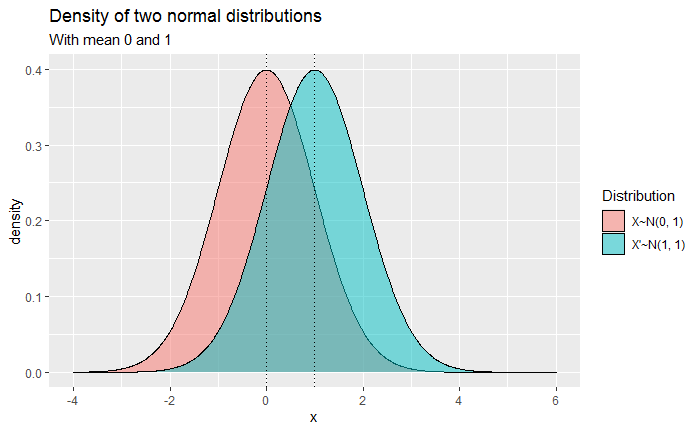 Density of two normal distributions
With mean 0 and 1
density
0.4
0.3
0.2
0.1
0.0
-4 -2 0 2 4 6
x
Distribution
X~N(0, 1)
X'~N(1, 1)